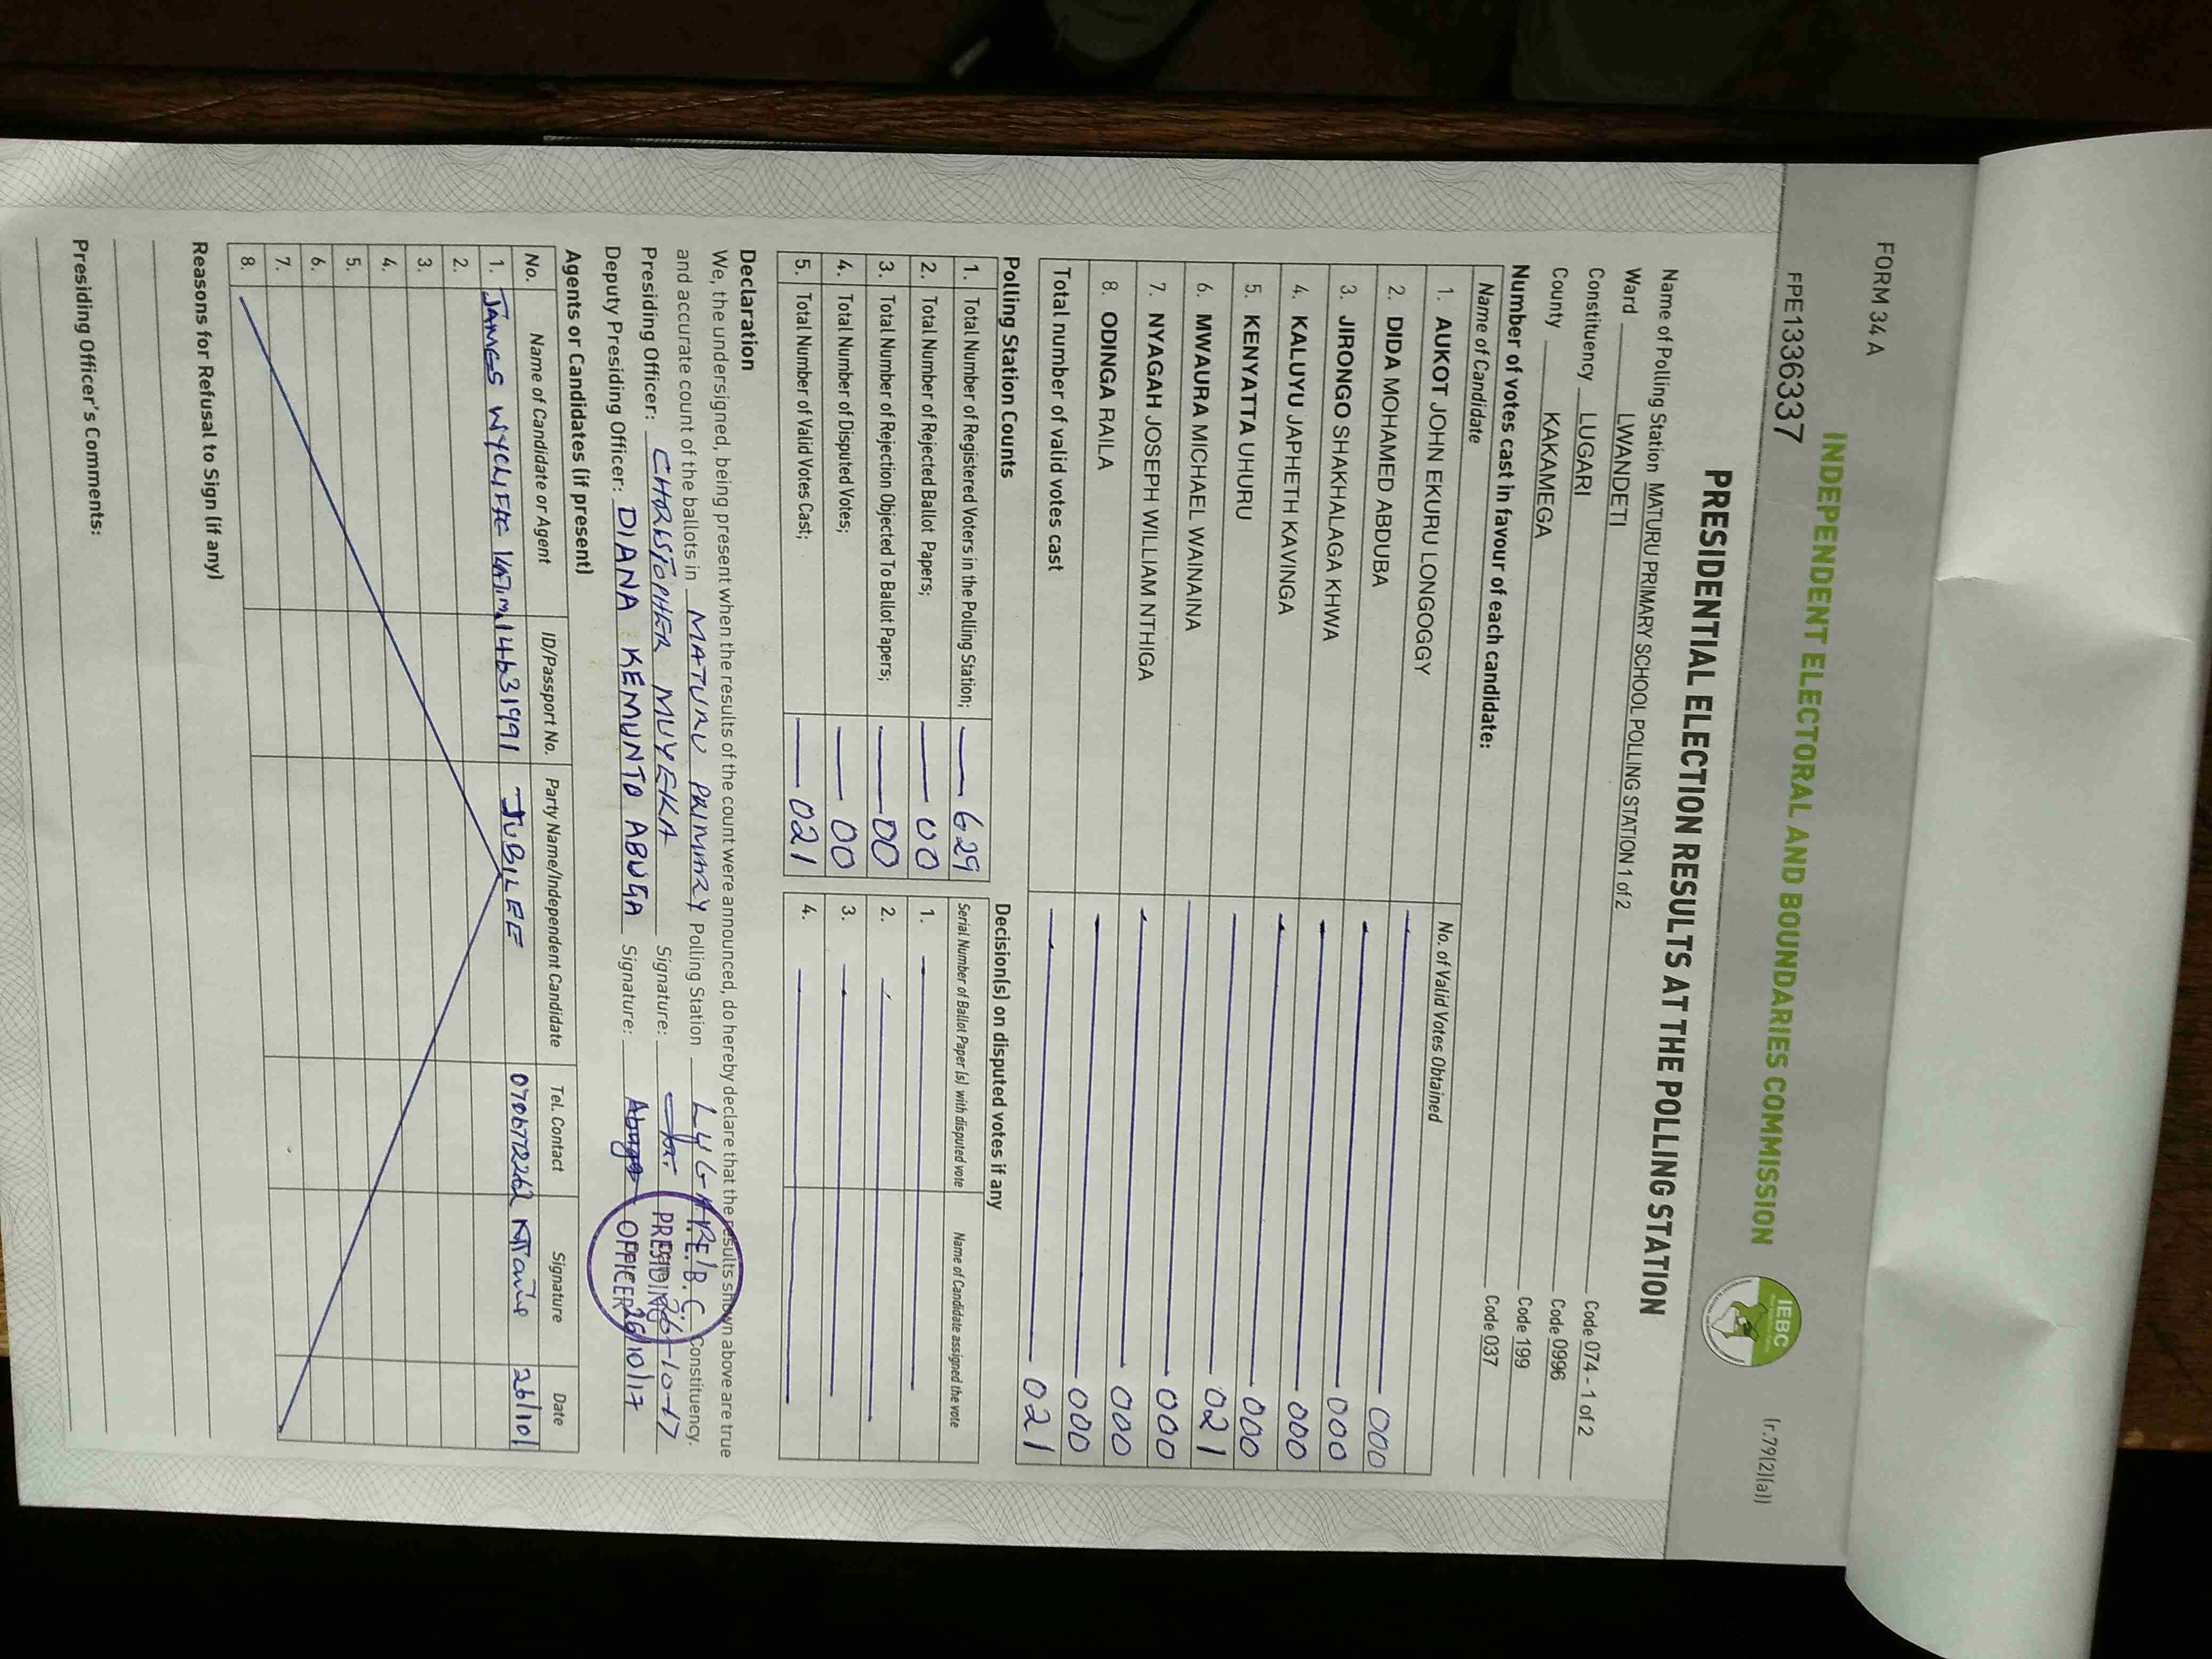 FORM 34 A
(r.79(2)(a))
FPE1336337
INDEPENDENT ELECTORAL AND BOUNDARIES COMMISSION
IEBC
PRESIDENTIAL ELECTION RESULTS AT THE POLLING STATION
Name of Polling Station MATURU PRIMARY SCHOOL POLLING STATION 1 of 2 Code 074 - 1 of 2
Ward LWANDETI Code 0996
Constituency LUGARI Code 199
County KAKAMEGA Code 037
Number of votes cast in favour of each candidate:
Name of Candidate No. of Valid Votes Obtained
1. AUKOT JOHN EKURU LONGOGGY 000
2. DIDA MOHAMED ABDUBA 000
3. JIRONGO SHAKHALAGA KHWA 000
4. KALUYU JAPHETH KAVINGA 000
5. KENYATTA UHURU 021
6. MWAURA MICHAEL WAINAINA 000
7. NYAGAH JOSEPH WILLIAM NTHIGA 000
8. ODINGA RAILA 000
Total number of valid votes cast 021
Polling Station Counts
1. Total Number of Registered Voters in the Polling Station; 629
2. Total Number of Rejected Ballot Papers; 00
3. Total Number of Rejection Objected To Ballot Papers; 00
4. Total Number of Disputed Votes; 00
5. Total Number of Valid Votes Cast; 021
Decision(s) on disputed votes if any
Serial Number of Ballot Paper (s) with disputed vote Name of Candidate assigned the vote
1.
2.
3.
4.
Declaration
We, the undersigned, being present when the results of the count were announced, do hereby declare that the results shown above are true
and accurate count of the ballots in MATURU PRIMARY Polling Station LUGARI Constituency.
Presiding Officer: CHRISTOPHER MUYEKA Signature: 26-10-17
Deputy Presiding Officer: DIANA KEMUNTO ABUGA Signature: Abuga 26/10/17
I.E.B.C.
PRESIDING
OFFICER
Agents or Candidates (if present)
No. Name of Candidate or Agent ID/Passport No. Party Name/Independent Candidate Tel. Contact Signature Date
1. JAMES WYCLIFFE 14631991 JUBILEE 0706722262 26/10/
2.
3.
4.
5.
6.
7.
8.
Reasons for Refusal to Sign (if any)
Presiding Officer's Comments: